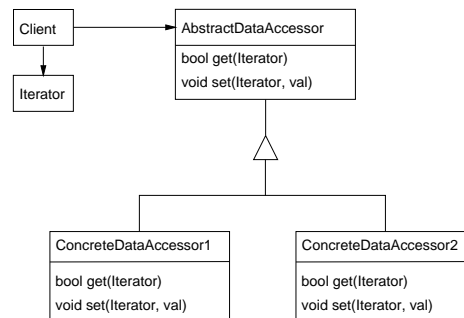 Client
AbstractDataAccessor
bool get(Iterator)
void set(Iterator, val)
Iterator
ConcreteDataAccessor1
bool get(Iterator)
void set(Iterator, val)
ConcreteDataAccessor2
bool get(Iterator)
void set(Iterator, val)